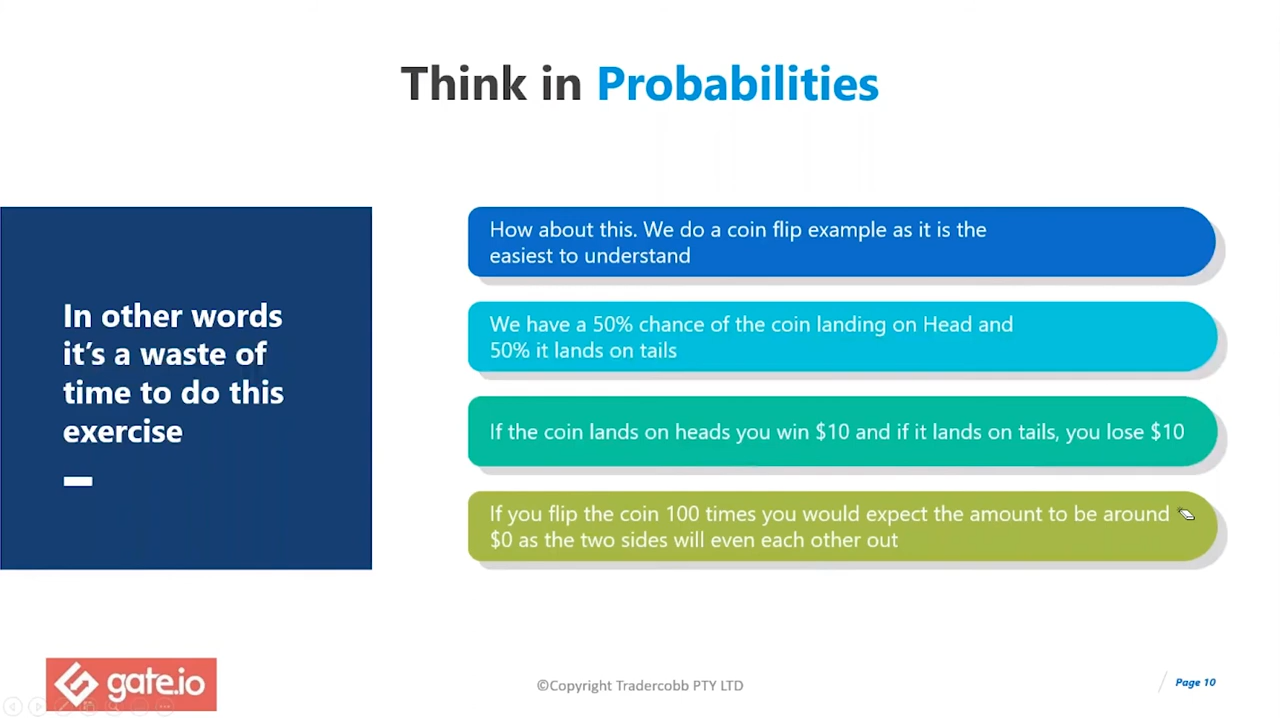 Think in Probabilities
In other words
it’s a waste of
time to do this
exercise
How about this. We do a coin flip example as it is the
easiest to understand
We have a 50% chance of the coin landing on Head and
50% it lands on tails
If the coin lands on heads you win $10 and if it lands on tails, you lose $10
If you flip the coin 100 times you would expect the amount to be around
$0 as the two sides will even each other out
gate.io
©Copyright Tradercobb PTY LTD
Page 10